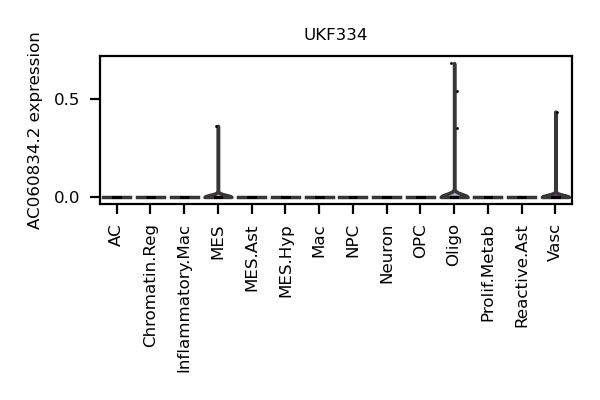 UKF334
AC060834.2 expression
0.5
0.0
AC
Chromatin.Reg
Inflammatory.Mac
MES
MES.Ast
MES.Hyp
Mac
NPC
Neuron
OPC
Oligo
Prolif.Metab
Reactive.Ast
Vasc